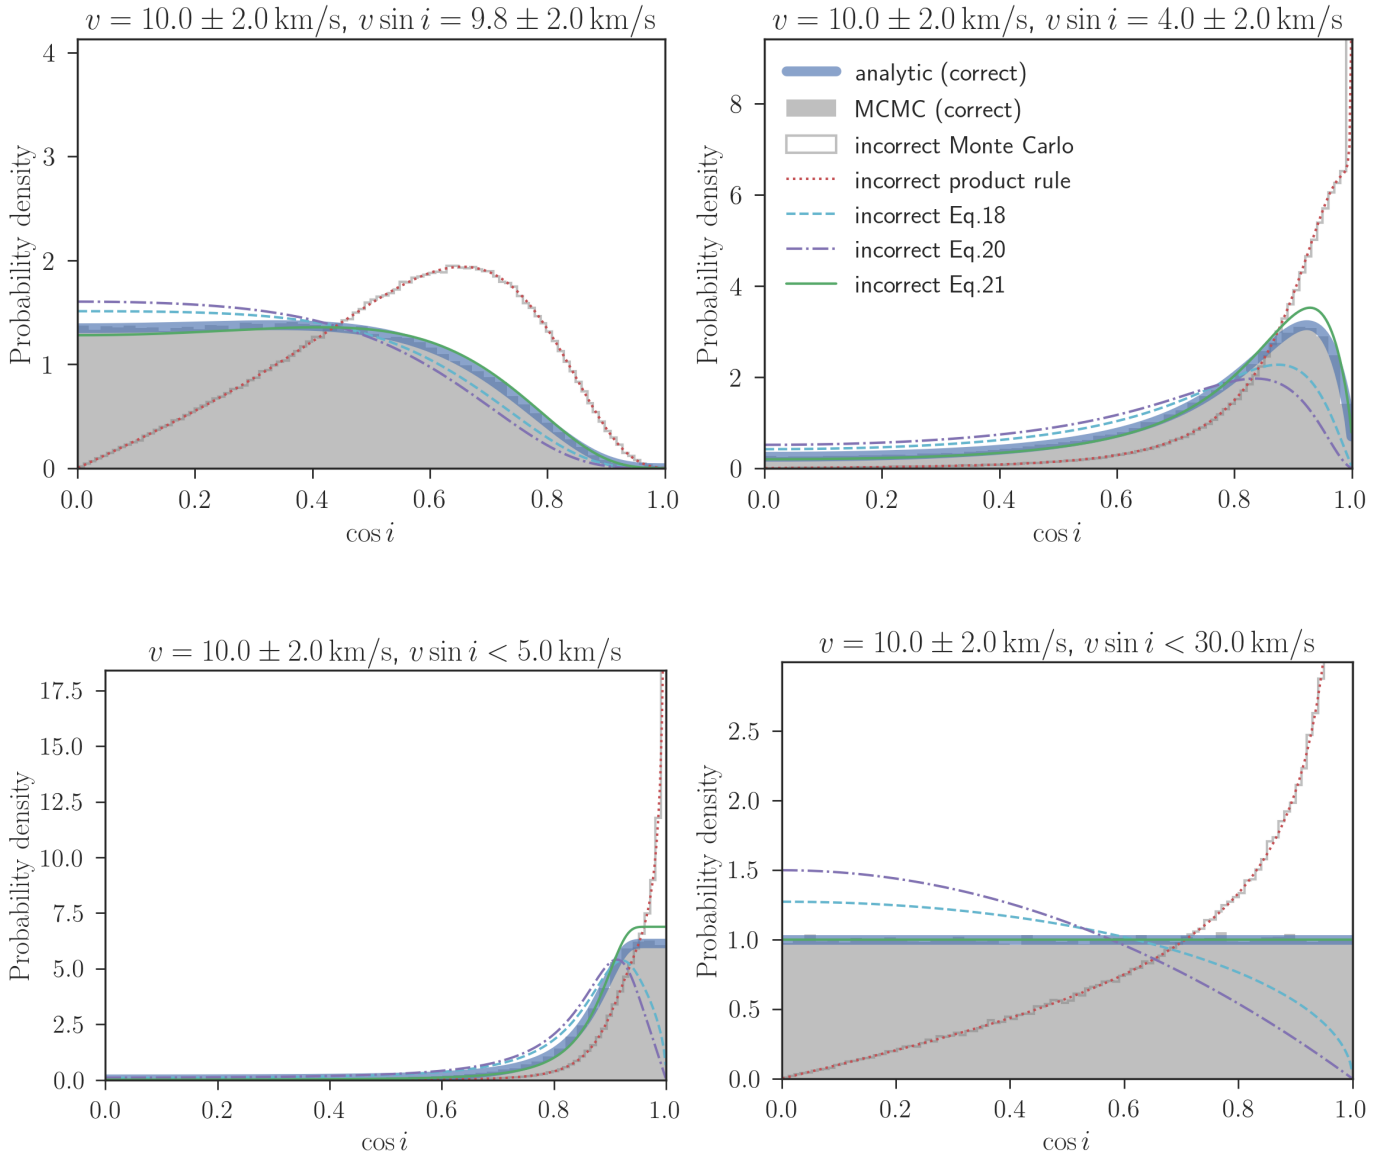 v = 10.0 ± 2.0 km/s, v sin i = 9.8 ± 2.0 km/s
4
3
2
1
0
Probability density
0.0 0.2 0.4 0.6 0.8 1.0
cos i
v = 10.0 ± 2.0 km/s, v sin i = 4.0 ± 2.0 km/s
analytic (correct)
MCMC (correct)
incorrect Monte Carlo
incorrect product rule
incorrect Eq.18
incorrect Eq.20
incorrect Eq.21
8
6
4
2
0
Probability density
0.0 0.2 0.4 0.6 0.8 1.0
cos i
v = 10.0 ± 2.0 km/s, v sin i < 5.0 km/s
17.5
15.0
12.5
10.0
7.5
5.0
2.5
0.0
Probability density
0.0 0.2 0.4 0.6 0.8 1.0
cos i
v = 10.0 ± 2.0 km/s, v sin i < 30.0 km/s
2.5
2.0
1.5
1.0
0.5
0.0
Probability density
0.0 0.2 0.4 0.6 0.8 1.0
cos i